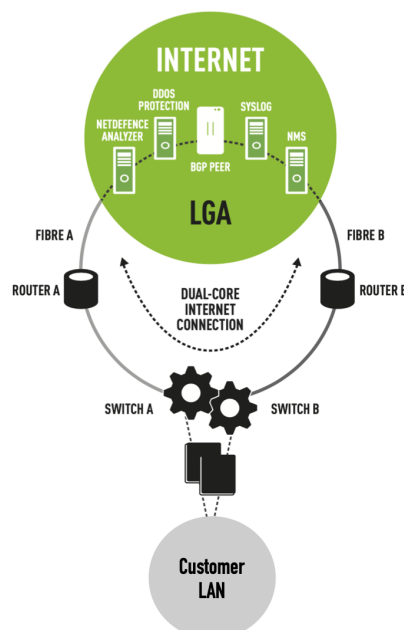 INTERNET
DDOS
PROTECTION
SYSLOG
NETDEFENCE
ANALYZER
NMS
BGP PEER
LGA
FIBRE A
FIBRE B
ROUTER A
ROUTER B
DUAL-CORE
INTERNET
CONNECTION
SWITCH A
SWITCH B
Customer
LAN